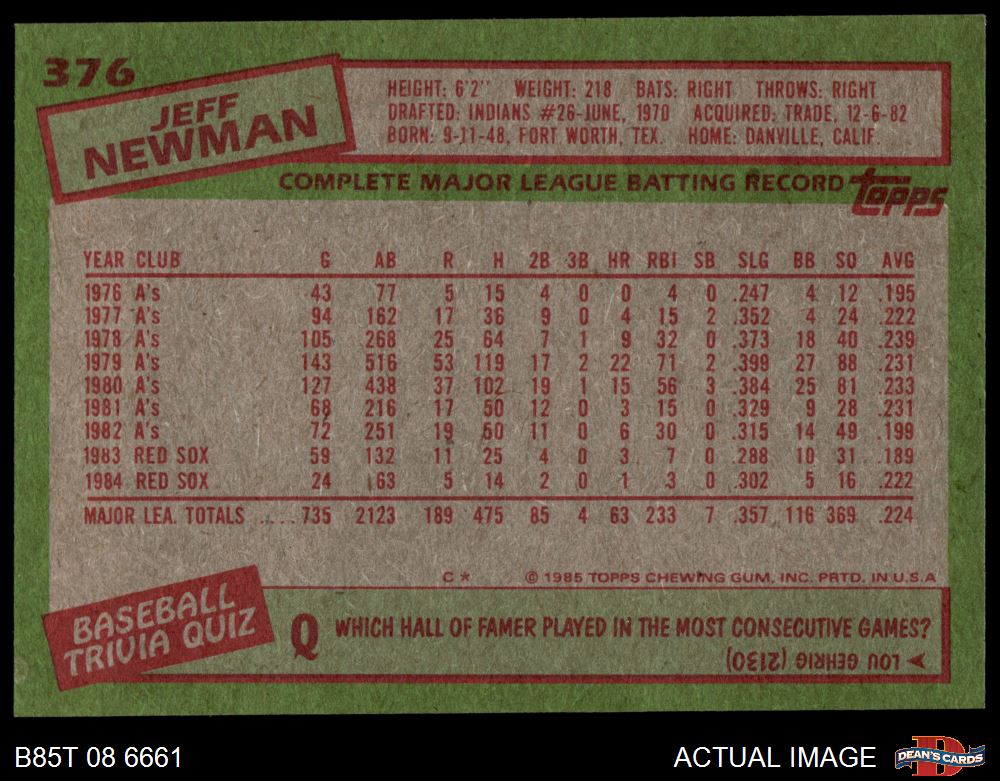 376
JEFF
NEWMAN
HEIGHT: 6'2" WEIGHT: 218 BATS: RIGHT THROWS: RIGHT
DRAFTED: INDIANS #26-JUNE, 1970 ACQUIRED: TRADE, 12-6-82
BORN: 9-11-48, FORT WORTH, TEX. HOME: DANVILLE, CALIF.
COMPLETE MAJOR LEAGUE BATTING RECORD topps
YEAR CLUB G AB R H 2B 3B HR RBI SB SLG BB SO AVG
1976 A's 43 77 5 15 4 0 0 4 0 .247 4 12 .195
1977 A's 94 162 17 36 9 0 4 15 2 .352 4 24 .222
1978 A's 105 268 25 64 7 1 9 32 0 .373 18 40 .239
1979 A's 143 516 53 119 17 2 22 71 2 .399 27 88 .231
1980 A's 127 438 37 102 19 1 15 56 3 .384 25 81 .233
1981 A's 68 216 17 50 12 0 3 15 0 .329 9 28 .231
1982 A's 72 251 19 50 11 0 6 30 0 .315 14 49 .199
1983 RED SOX 59 132 11 25 4 0 3 7 0 .288 10 31 .189
1984 RED SOX 24 63 5 14 2 0 1 3 0 .302 5 16 .222
MAJOR LEA. TOTALS ..... 735 2123 189 475 85 4 63 233 7 .357 116 369 .224
C * © 1985 TOPPS CHEWING GUM, INC. PRTD. IN U.S.A
BASEBALL
TRIVIA QUIZ
Q WHICH HALL OF FAMER PLAYED IN THE MOST CONSECUTIVE GAMES?
LOU GEHRIG (2130)
B85T 08 6661
ACTUAL IMAGE
D
DEAN'S CARDS